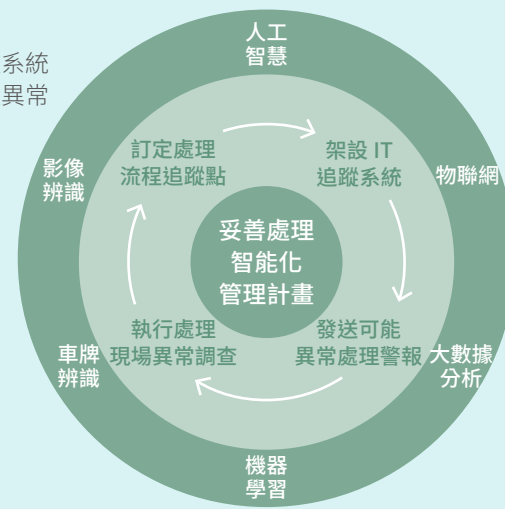 系統
異常
人工
智慧
訂定處理
流程追蹤點
架設 IT
追蹤系統
影像
辨識
物聯網
妥善處理
智能化
管理計畫
執行處理
現場異常調查
發送可能
異常處理警報
車牌
辨識
大數據
分析
機器
學習